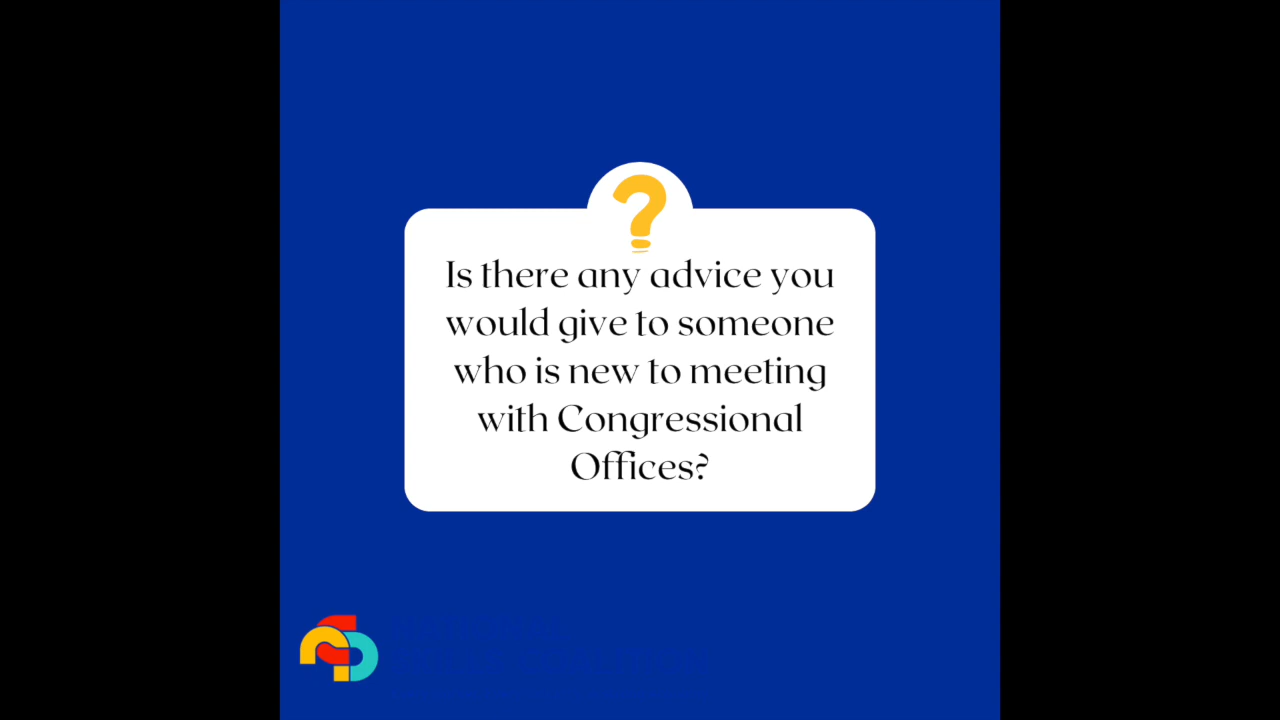 Is there any advice you
would give to someone
who is new to meeting
with Congressional
Offices?